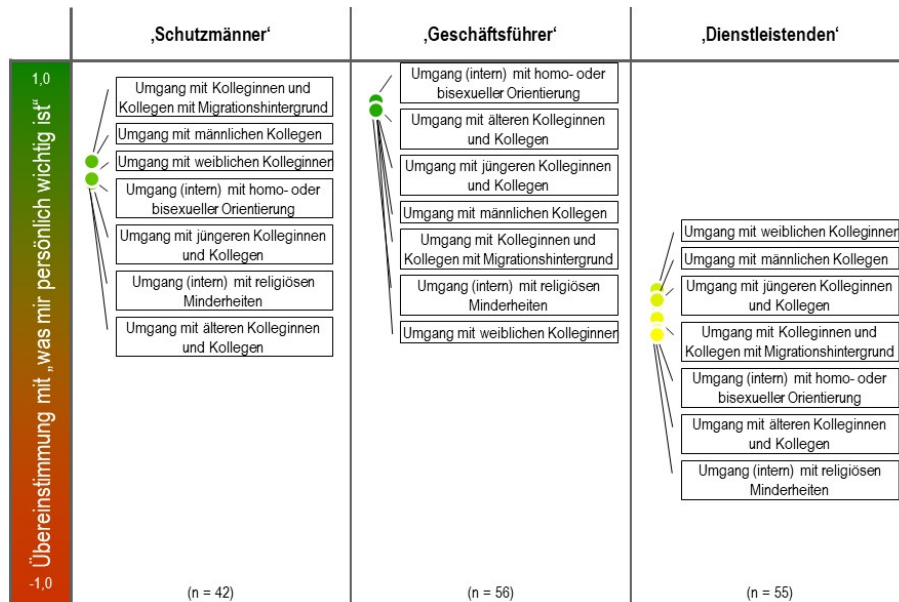 ‚Schutzmänner‘
‚Geschäftsführer‘
‚Dienstleistenden‘
1,0
Übereinstimmung mit „was mir persönlich wichtig ist“
-1,0
Umgang mit Kolleginnen und
Kollegen mit Migrationshintergrund
Umgang mit männlichen Kollegen
Umgang mit weiblichen Kolleginnen
Umgang (intern) mit homo- oder
bisexueller Orientierung
Umgang mit jüngeren Kolleginnen
und Kollegen
Umgang (intern) mit religiösen
Minderheiten
Umgang mit älteren Kolleginnen
und Kollegen
(n = 42)
Umgang (intern) mit homo- oder
bisexueller Orientierung
Umgang mit älteren Kolleginnen
und Kollegen
Umgang mit jüngeren Kolleginnen
und Kollegen
Umgang mit männlichen Kollegen
Umgang mit Kolleginnen und
Kollegen mit Migrationshintergrund
Umgang (intern) mit religiösen
Minderheiten
Umgang mit weiblichen Kolleginnen
(n = 56)
Umgang mit weiblichen Kolleginnen
Umgang mit männlichen Kollegen
Umgang mit jüngeren Kolleginnen
und Kollegen
Umgang mit Kolleginnen und
Kollegen mit Migrationshintergrund
Umgang (intern) mit homo- oder
bisexueller Orientierung
Umgang mit älteren Kolleginnen
und Kollegen
Umgang (intern) mit religiösen
Minderheiten
(n = 55)